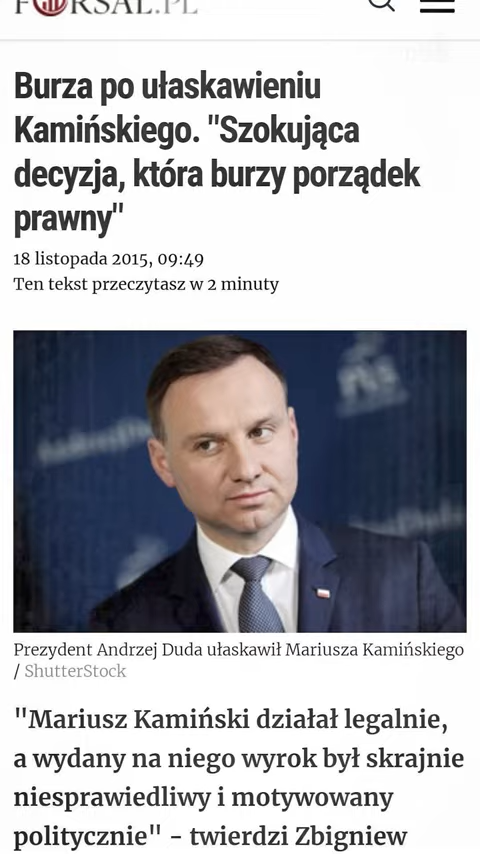 FORSAL.PL
Burza po ułaskawieniu
Kamińskiego. "Szokująca
decyzja, która burzy porządek
prawny"
18 listopada 2015, 09:49
Ten tekst przeczytasz w 2 minuty
Prezydent Andrzej Duda ułaskawił Mariusza Kamińskiego
/ ShutterStock
"Mariusz Kamiński działał legalnie,
a wydany na niego wyrok był skrajnie
niesprawiedliwy i motywowany
politycznie" - twierdzi Zbigniew